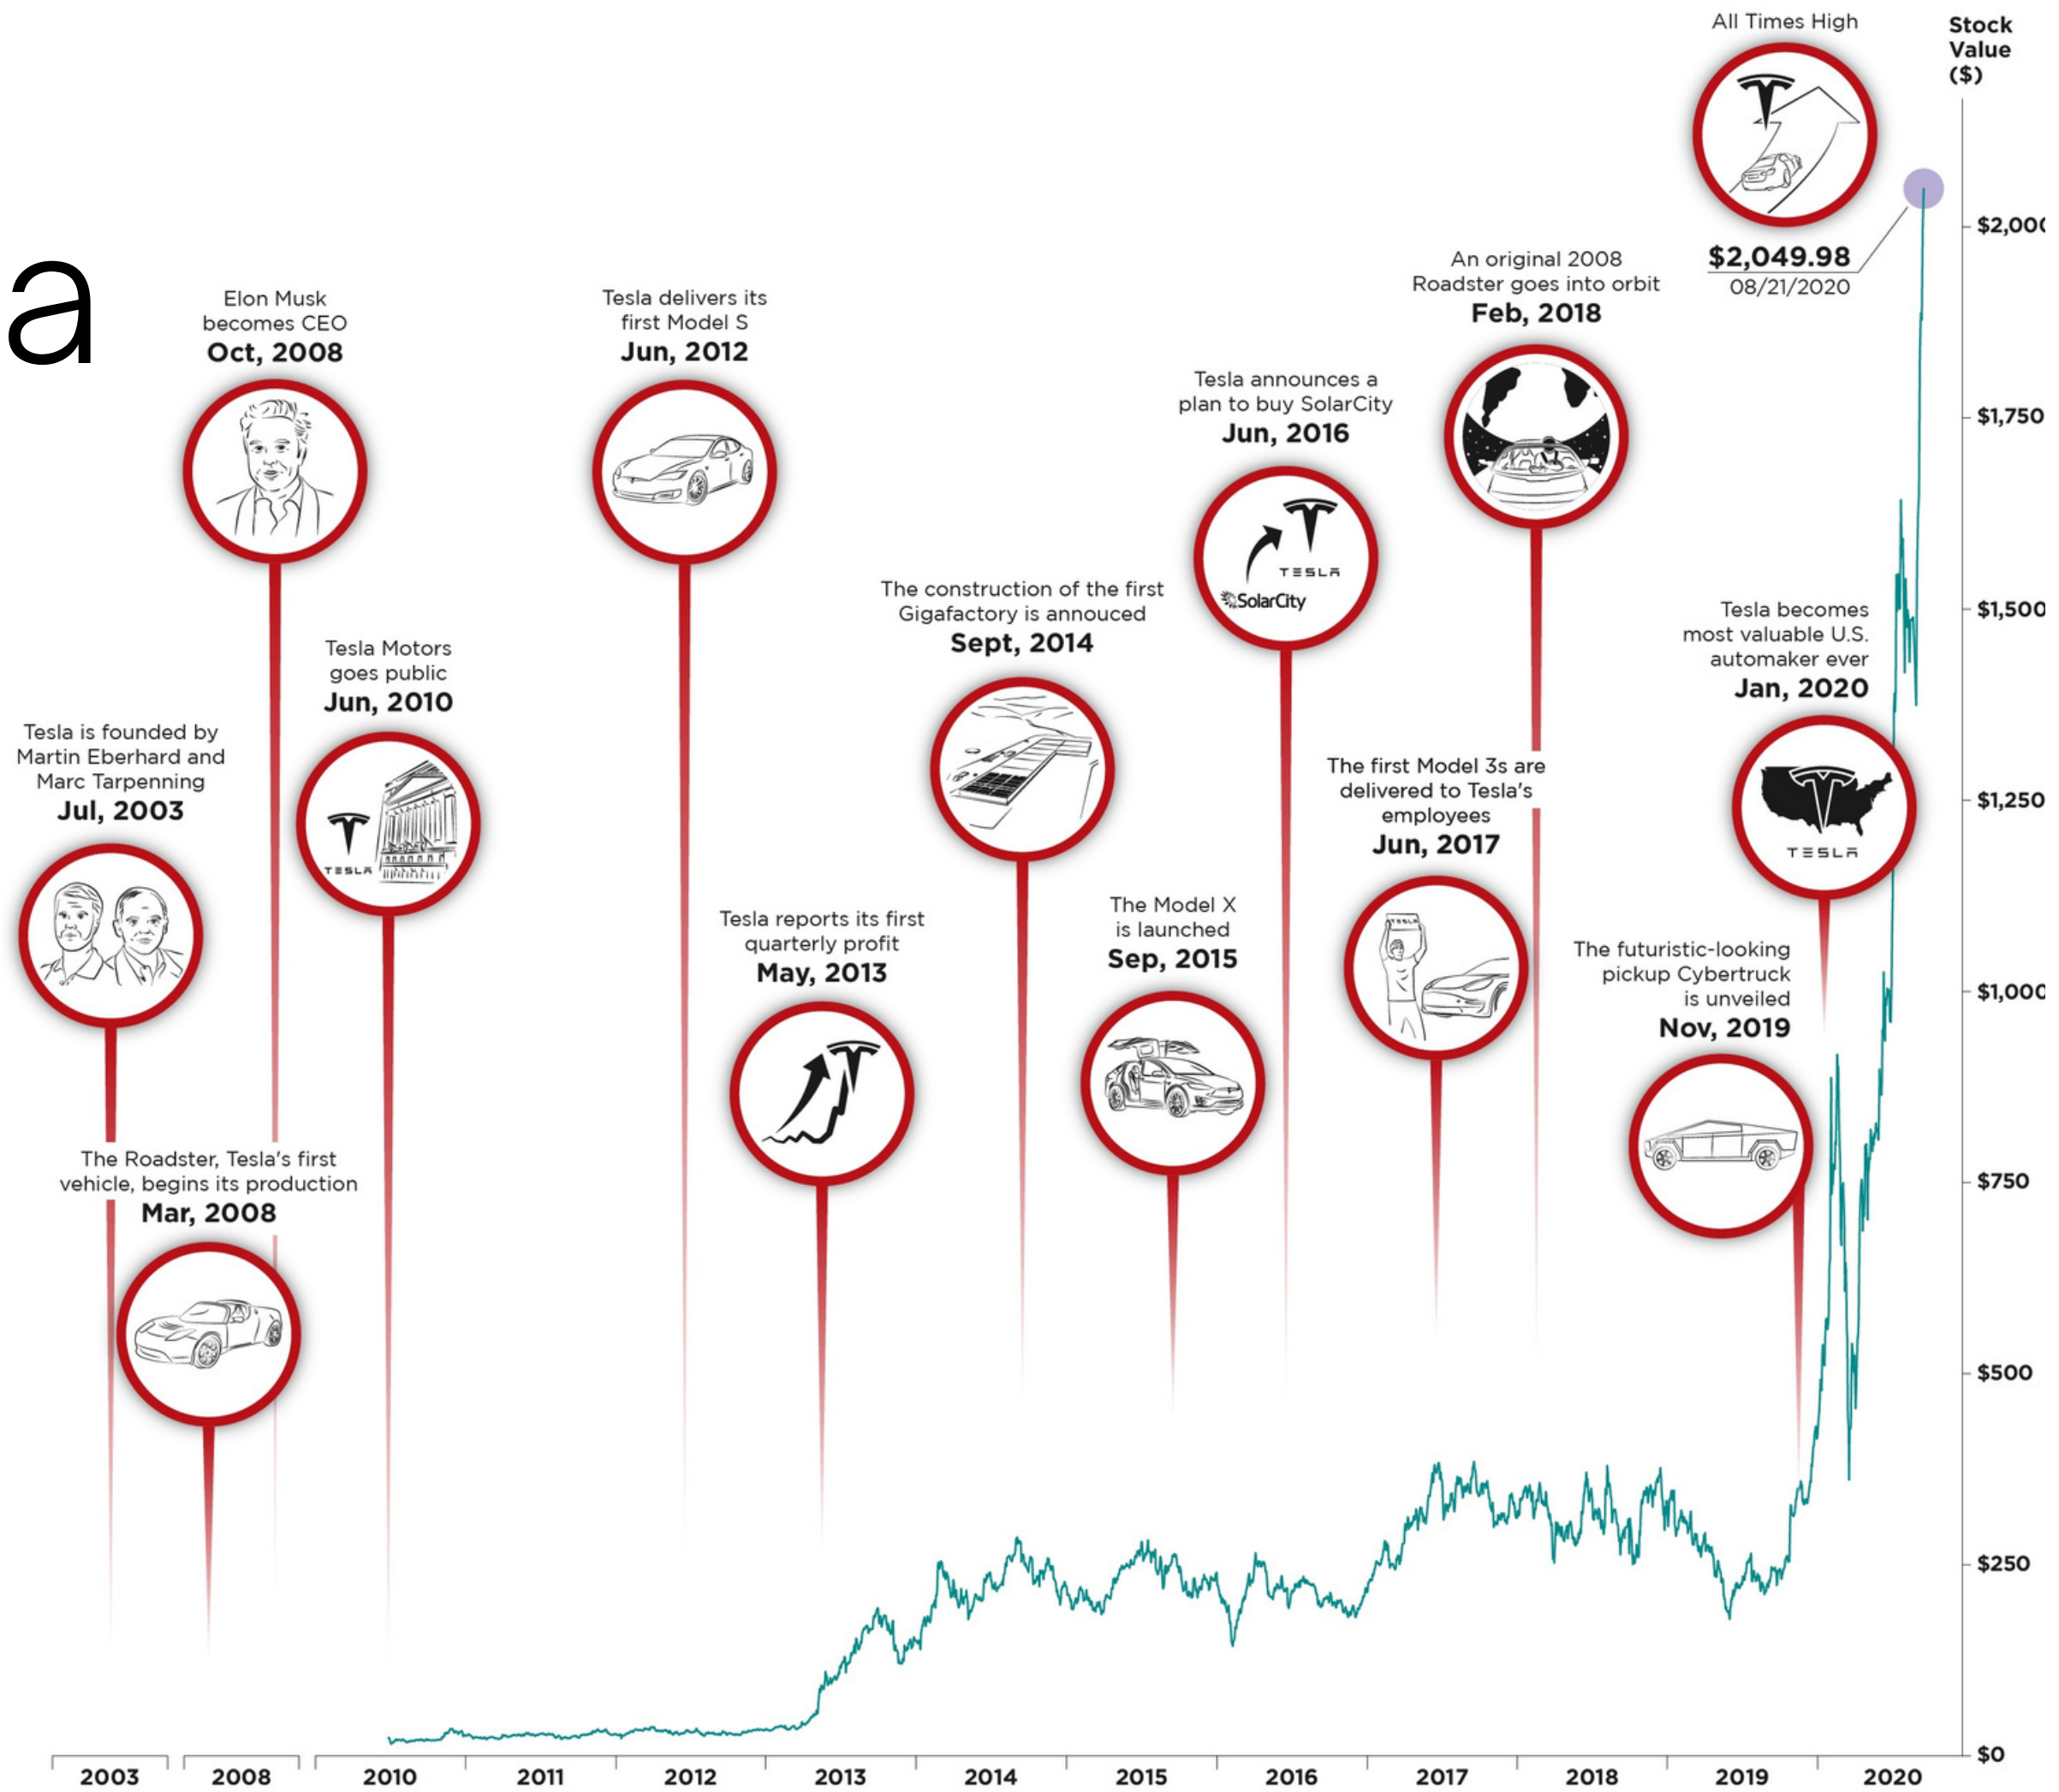 a
All Times High
Stock
Value
($)
$2,049.98
08/21/2020
Elon Musk
becomes CEO
Oct, 2008
Tesla delivers its
first Model S
Jun, 2012
An original 2008
Roadster goes into orbit
Feb, 2018
Tesla announces a
plan to buy SolarCity
Jun, 2016
TESLA
SolarCity
The construction of the first
Gigafactory is annouced
Sept, 2014
Tesla becomes
most valuable U.S.
automaker ever
Jan, 2020
TESLA
Tesla Motors
goes public
Jun, 2010
TESLA
Tesla is founded by
Martin Eberhard and
Marc Tarpenning
Jul, 2003
The first Model 3s are
delivered to Tesla's
employees
Jun, 2017
TESLA
Tesla reports its first
quarterly profit
May, 2013
The Model X
is launched
Sep, 2015
The futuristic-looking
pickup Cybertruck
is unveiled
Nov, 2019
The Roadster, Tesla's first
vehicle, begins its production
Mar, 2008
$2,000
$1,750
$1,500
$1,250
$1,000
$750
$500
$250
$0
2003 2008 2010 2011 2012 2013 2014 2015 2016 2017 2018 2019 2020